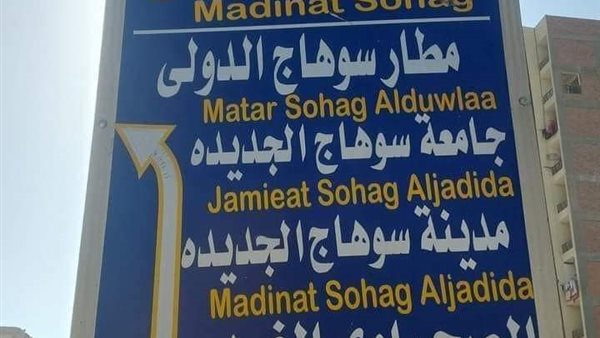 Madinat Sohag
مطار سوهاج الدولى
Matar Sohag Alduwlaa
جامعة سوهاج الجديده
Jamieat Sohag Aljadida
مدينة سوهاج الجديده
Madinat Sohag Aljadida